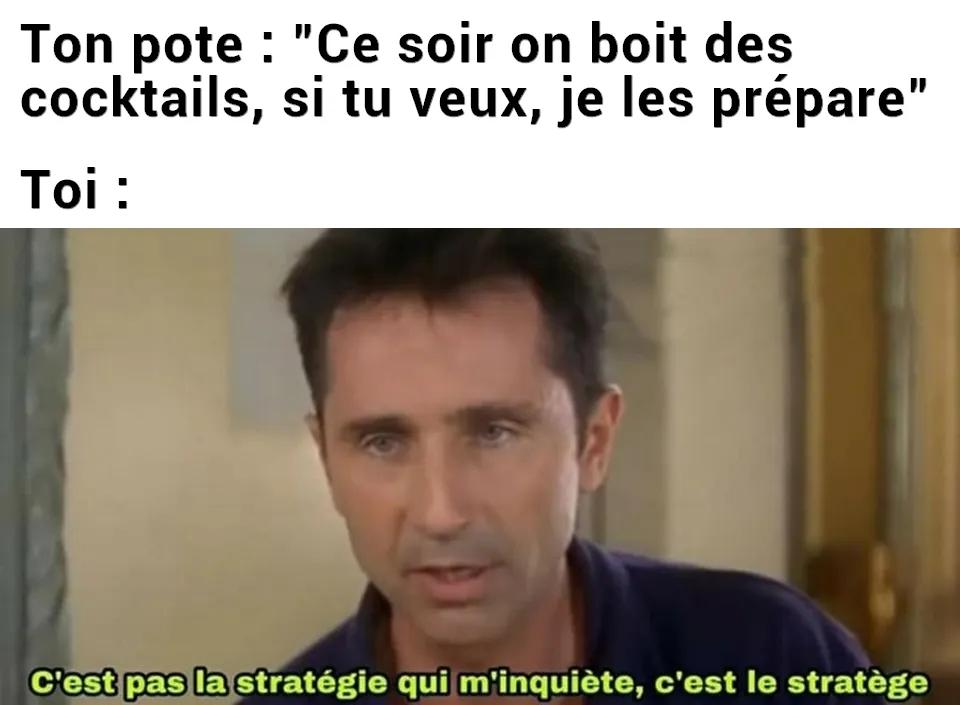 Ton pote : "Ce soir on boit des
cocktails, si tu veux, je les prépare"
Toi :
C'est pas la stratégie qui m'inquiète, c'est le stratège